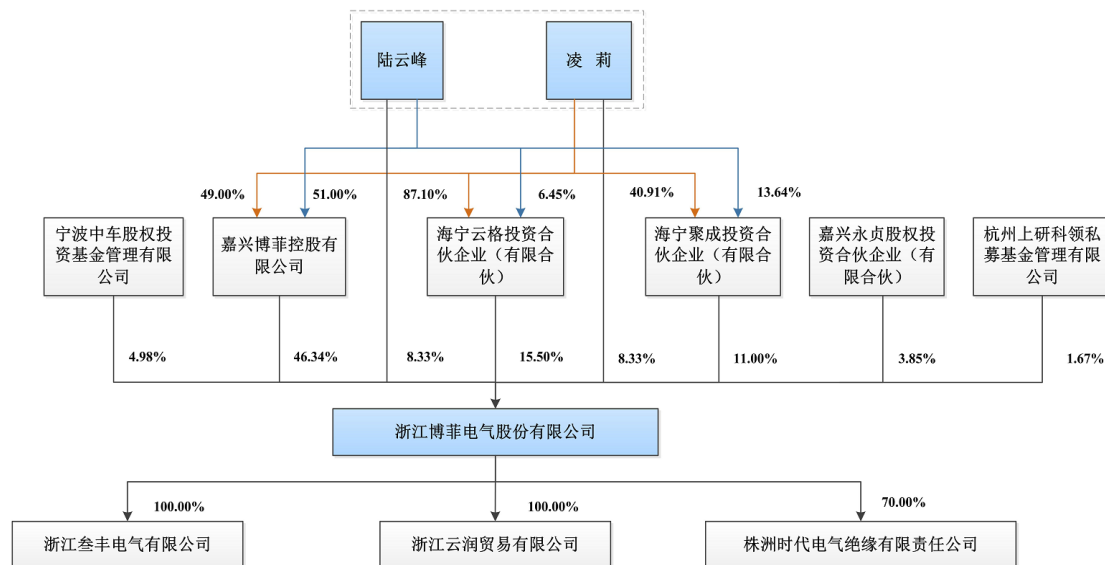 陆云峰
凌 莉
49.00%
51.00%
87.10%
6.45%
40.91%
13.64%
宁波中车股权投
资基金管理有限
公司
嘉兴博菲控股有
限公司
海宁云格投资合
伙企业（有限合
伙）
海宁聚成投资合
伙企业（有限合
伙）
嘉兴永贞股权投
资合伙企业（有
限合伙）
杭州上研科领私
募基金管理有限
公司
4.98%
46.34%
8.33%
15.50%
8.33%
11.00%
3.85%
1.67%
浙江博菲电气股份有限公司
100.00%
100.00%
70.00%
浙江叁丰电气有限公司
浙江云润贸易有限公司
株洲时代电气绝缘有限责任公司